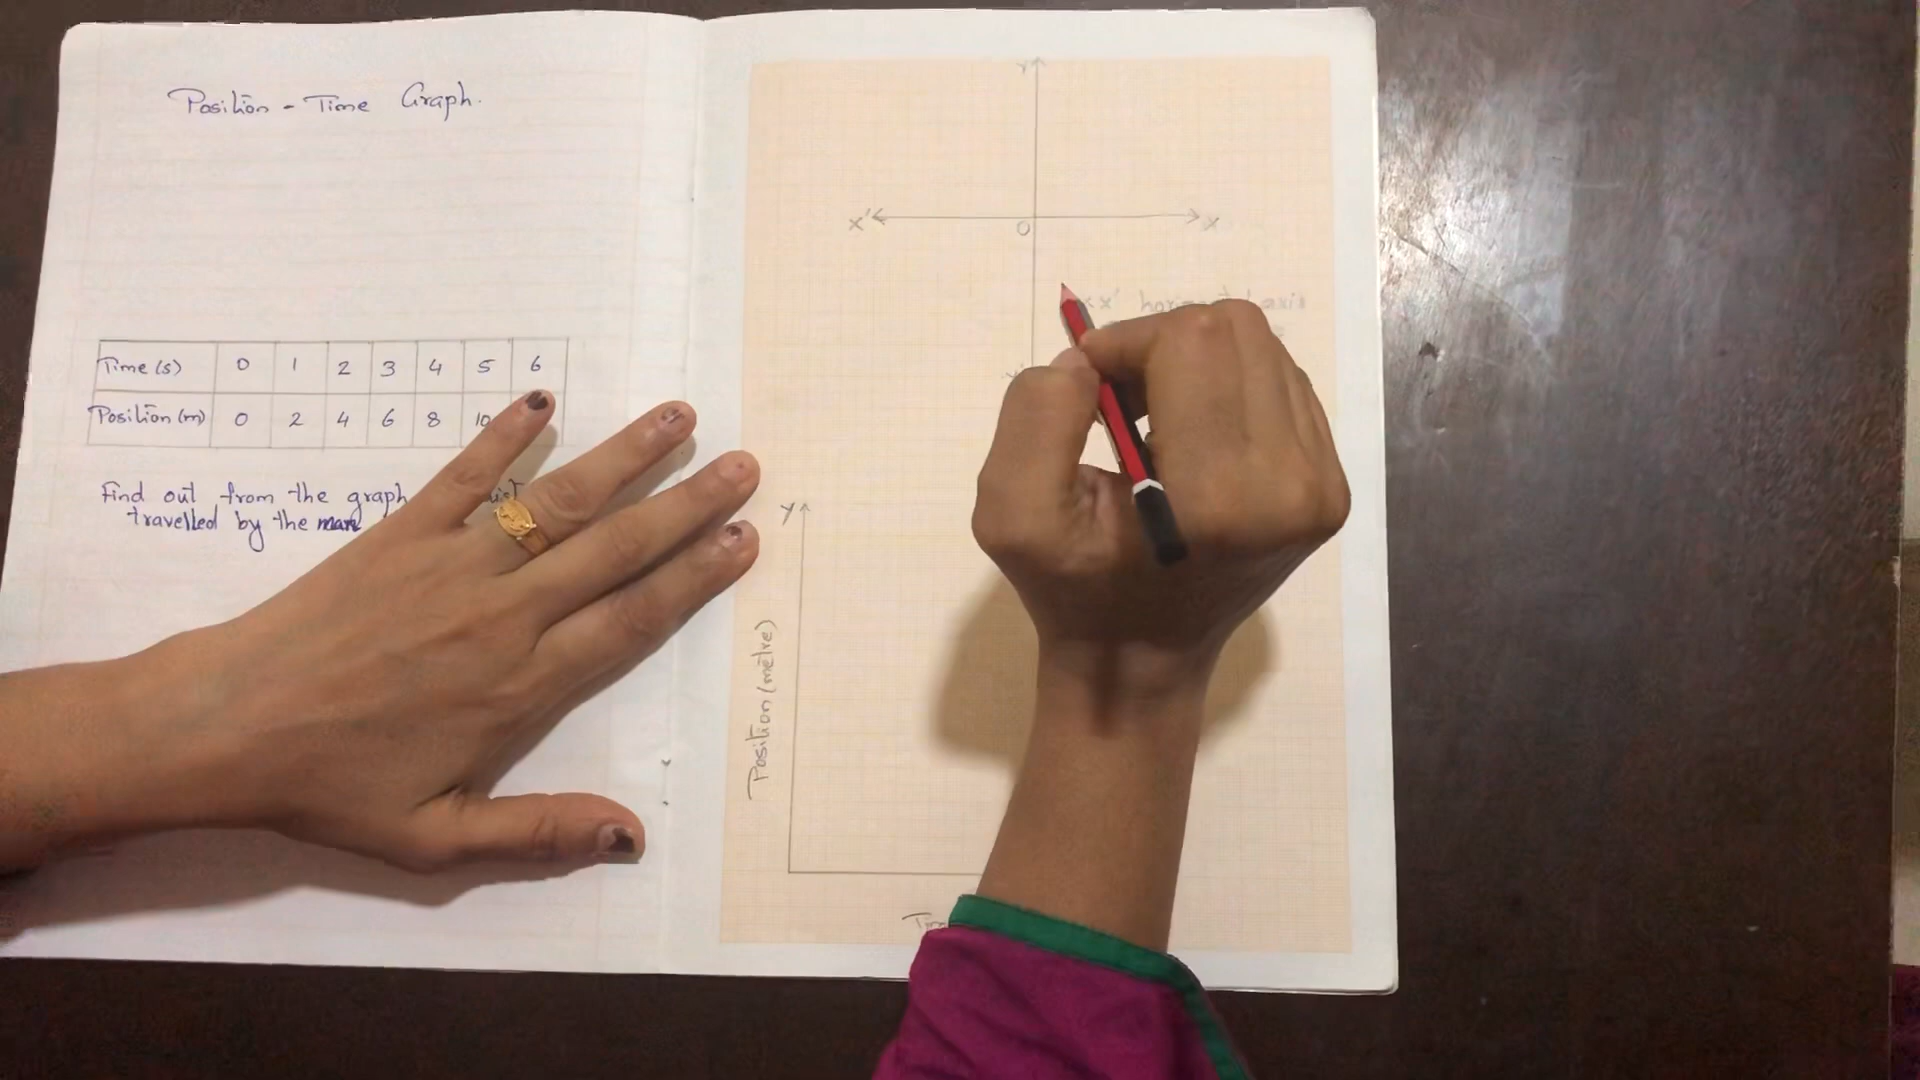 Position - Time Graph.
Time (s) 0 1 2 3 4 5 6
Position (m) 0 2 4 6 8 10
Find out from the graph
travelled by the man
Y
X' X
O
X' axis
Y
Position (metre)